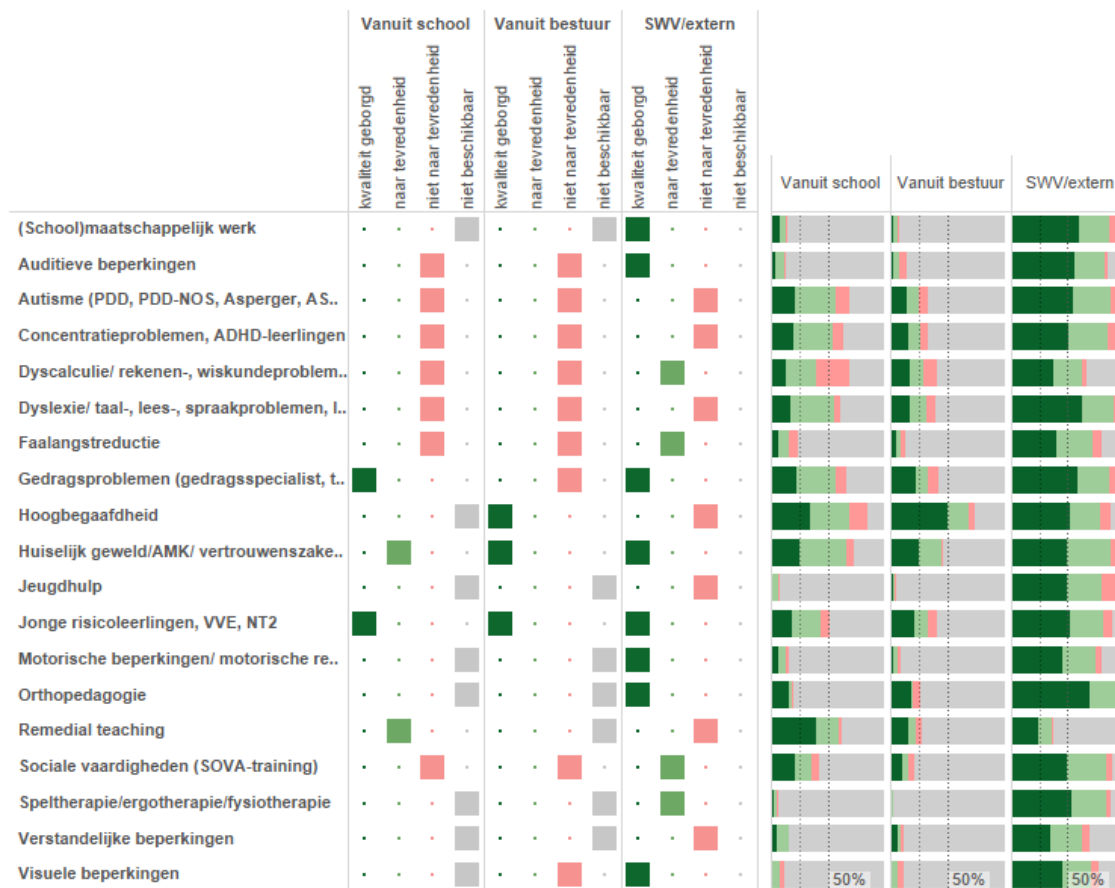 Vanuit school Vanuit bestuur SWV/extern
kwaliteit geborgd
naar tevredenheid
niet naar tevredenheid
niet beschikbaar
kwaliteit geborgd
naar tevredenheid
niet naar tevredenheid
niet beschikbaar
kwaliteit geborgd
naar tevredenheid
niet naar tevredenheid
niet beschikbaar
Vanuit school Vanuit bestuur SWV/extern
(School)maatschappelijk werk
Auditieve beperkingen
Autisme (PDD, PDD-NOS, Asperger, AS..
Concentratieproblemen, ADHD-leerlingen
Dyscalculie/ rekenen-, wiskundeproblem..
Dyslexie/ taal-, lees-, spraakproblemen, l..
Faalangstreductie
Gedragsproblemen (gedragsspecialist, t..
Hoogbegaafdheid
Huiselijk geweld/AMK/ vertrouwenszake..
Jeugdhulp
Jonge risicoleerlingen, VVE, NT2
Motorische beperkingen/ motorische re..
Orthopedagogie
Remedial teaching
Sociale vaardigheden (SOVA-training)
Speltherapie/ergotherapie/fysiotherapie
Verstandelijke beperkingen
Visuele beperkingen
50% 50% 50%